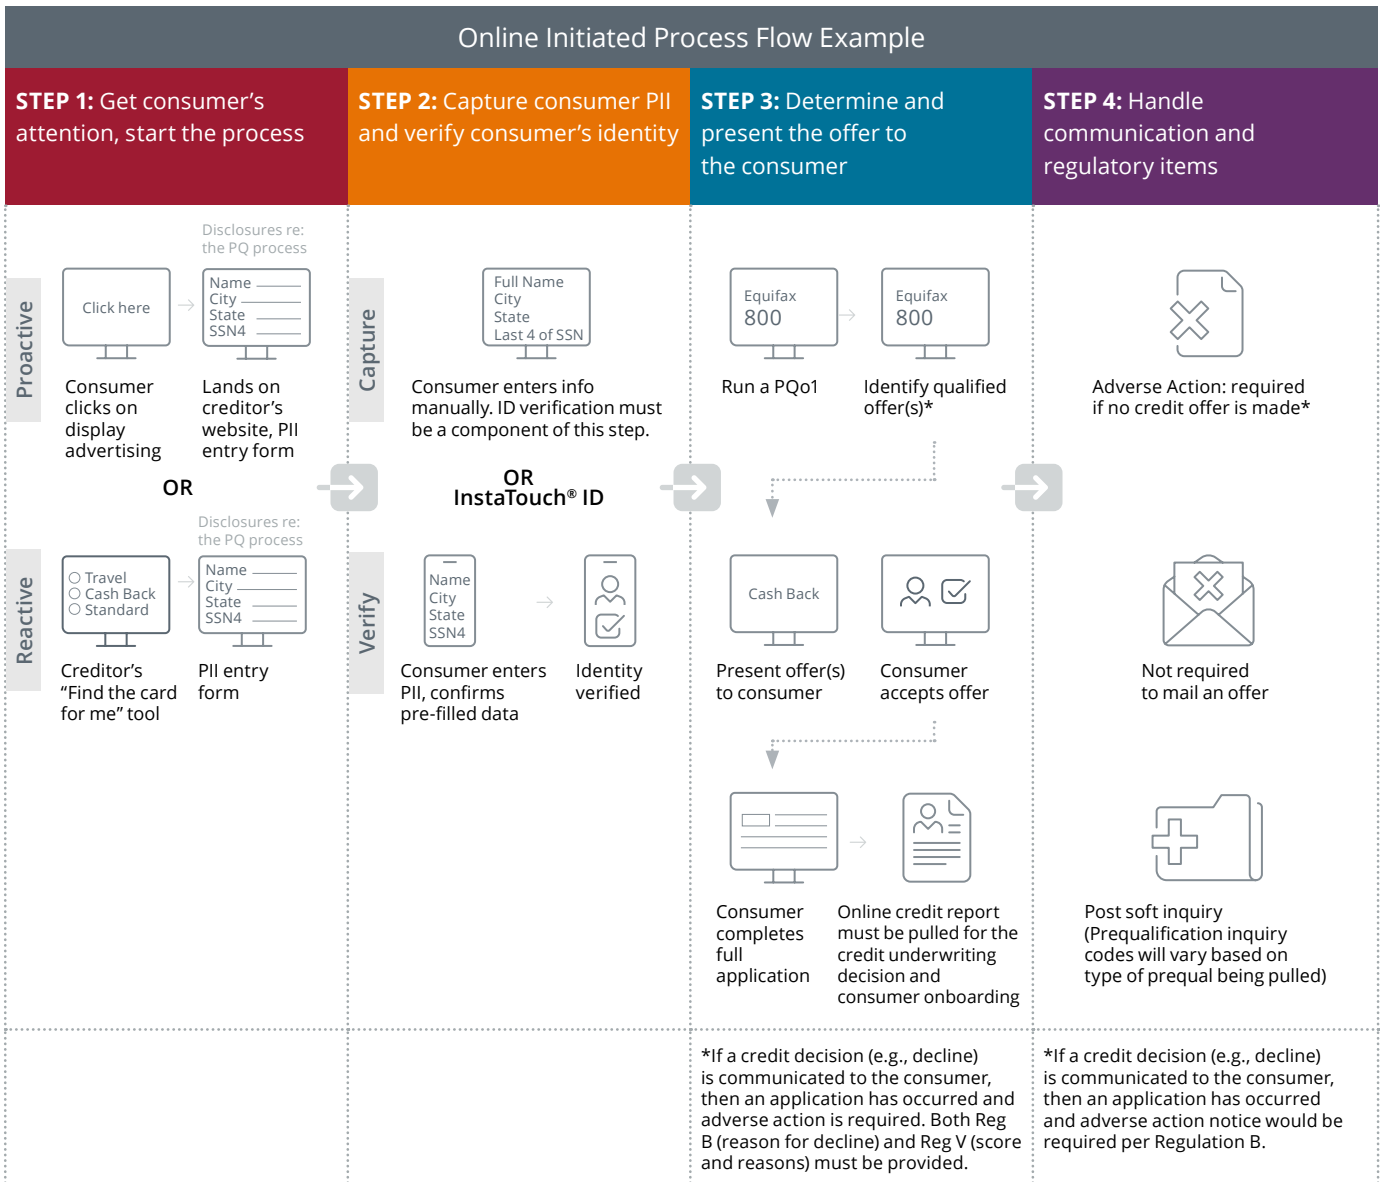 Online Initiated Process Flow Example
STEP 1: Get consumer's
attention, start the process
STEP 2: Capture consumer PII
and verify consumer's identity
STEP 3: Determine and
present the offer to
the consumer
STEP 4: Handle
communication and
regulatory items
Proactive
Click here
Consumer
clicks on
display
advertising
Disclosures re:
the PQ process
Name
City
State
SSN4
Lands on
creditor's
website, PII
entry form
OR
Reactive
Travel
Cash Back
Standard
Creditor's
“Find the card
for me” tool
Disclosures re:
the PQ process
Name
City
State
SSN4
PII entry
form
Capture
Full Name
City
State
Last 4 of SSN
Consumer enters info
manually. ID verification must
be a component of this step.
OR
InstaTouch® ID
Verify
Name
City
State
SSN4
Consumer enters
PII, confirms
pre-filled data
Identity
verified
Equifax
800
Run a PQo1
Equifax
800
Identify qualified
offer(s)*
Cash Back
Present offer(s)
to consumer
Consumer
accepts offer
Consumer
completes
full
application
Online credit report
must be pulled for the
credit underwriting
decision and
consumer onboarding
*If a credit decision (e.g., decline)
is communicated to the consumer,
then an application has occurred and
adverse action is required. Both Reg
B (reason for decline) and Reg V (score
and reasons) must be provided.
Adverse Action: required
if no credit offer is made*
Not required
to mail an offer
Post soft inquiry
(Prequalification inquiry
codes will vary based on
type of prequal being pulled)
*If a credit decision (e.g., decline)
is communicated to the consumer,
then an application has occurred
and adverse action notice would be
required per Regulation B.